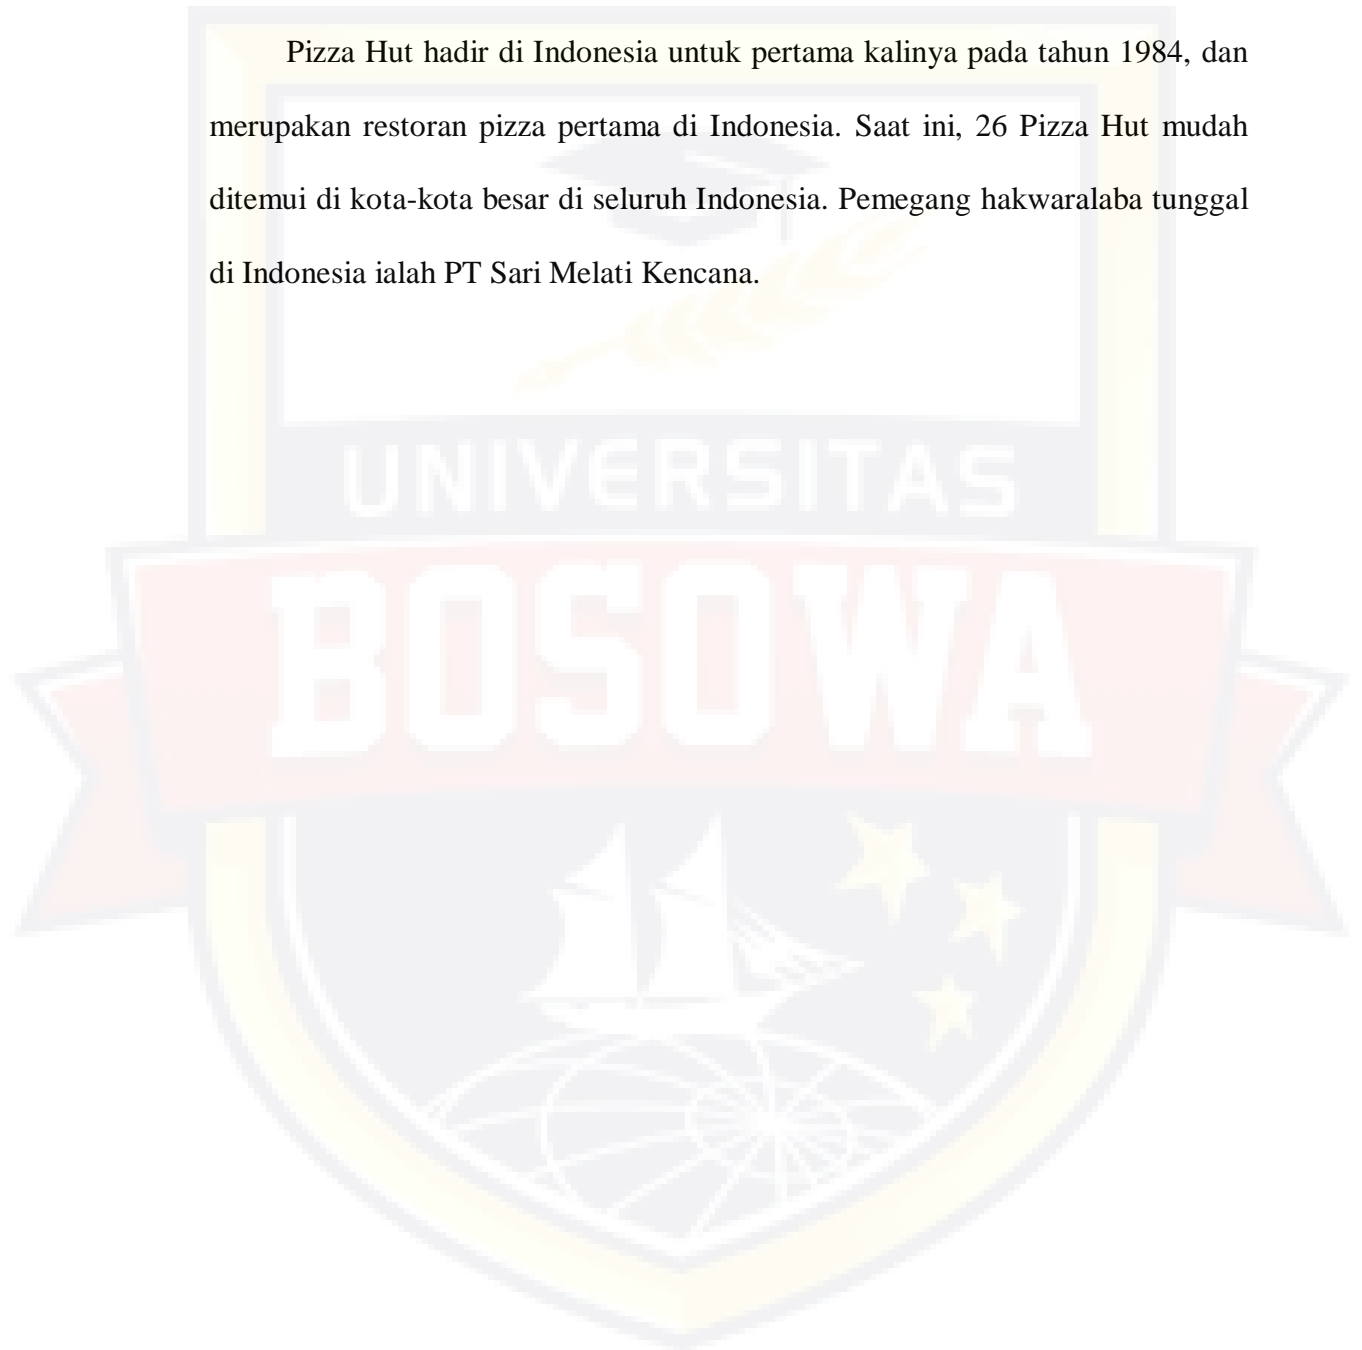 Pizza Hut hadir di Indonesia untuk pertama kalinya pada tahun 1984, dan
merupakan restoran pizza pertama di Indonesia. Saat ini, 26 Pizza Hut mudah
ditemui di kota-kota besar di seluruh Indonesia. Pemegang hakwaralaba tunggal
di Indonesia ialah PT Sari Melati Kencana.
UNIVERSITAS
BOSOWA